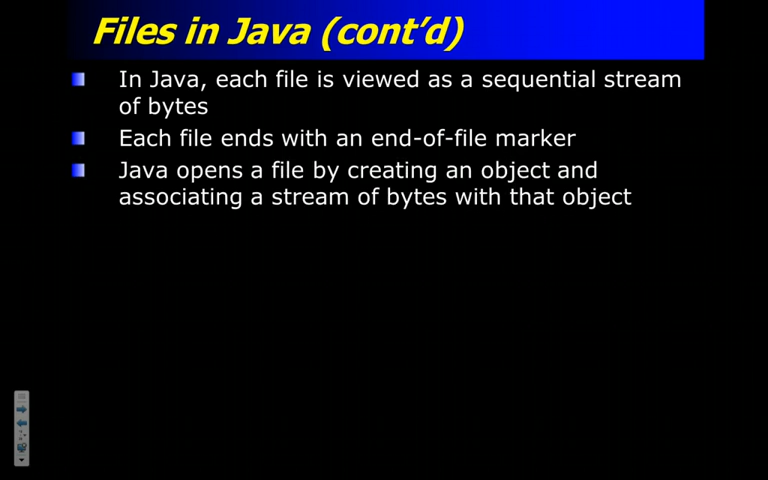 Files in Java (cont’d)
In Java, each file is viewed as a sequential stream
of bytes
Each file ends with an end-of-file marker
Java opens a file by creating an object and
associating a stream of bytes with that object